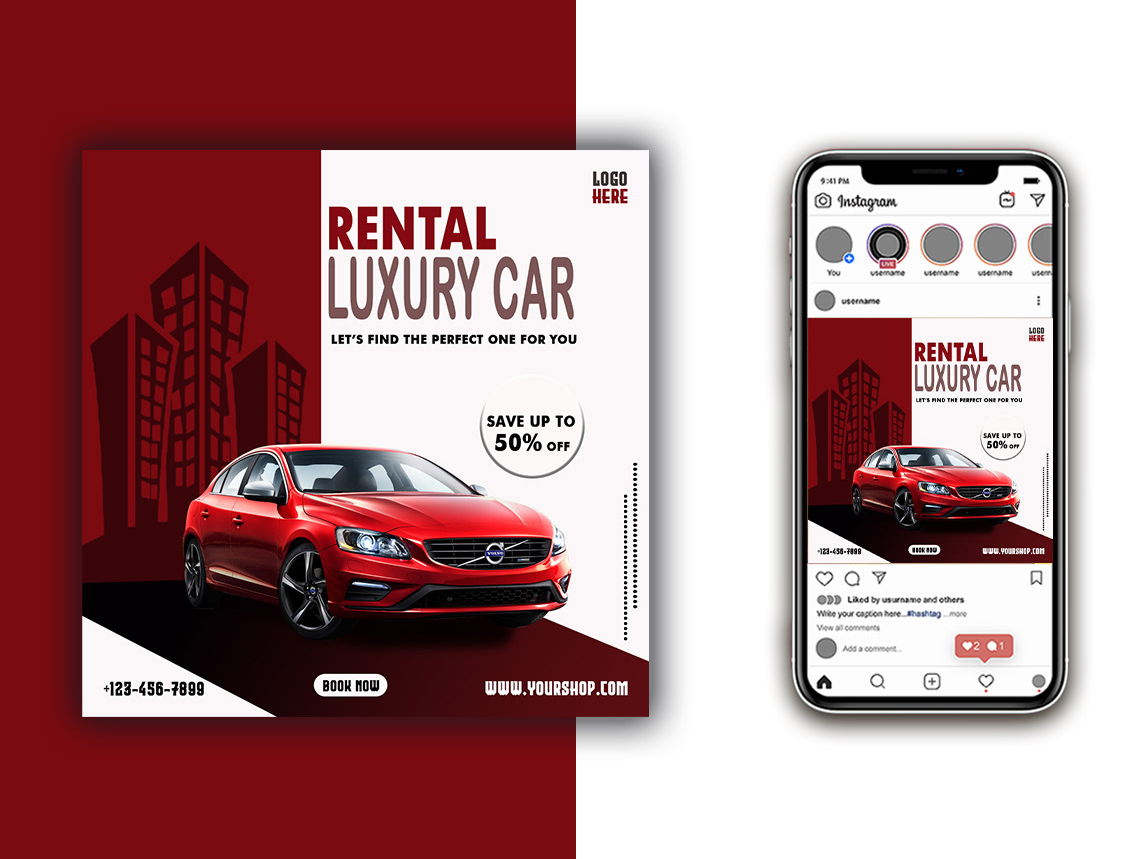 LOGO
HERE
RENTAL
LUXURY CAR
LET'S FIND THE PERFECT ONE FOR YOU
SAVE UP TO
50% OFF
VOLVO
+123-456-7899
BOOK NOW
WWW.YOURSHOP.COM
9:41 PM
Instagram
LIVE
You
username
username
username
usern
username
LOGO
HERE
RENTAL
LUXURY CAR
LET'S FIND THE PERFECT ONE FOR YOU
SAVE UP TO
50% OFF
+123-456-7899
BOOK NOW
WWW.YOURSHOP.COM
Liked by usurname and others
Write your caption here...#hashtag ...more
View all comments
Add a comment...
2 1